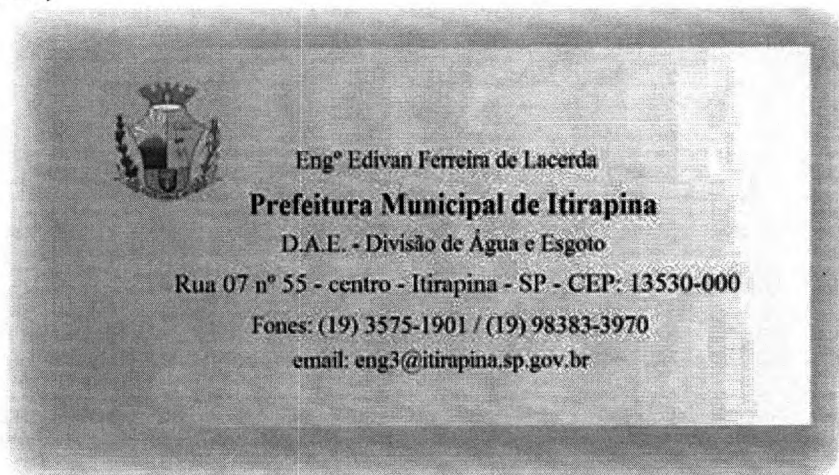 Engº Edivan Ferreira de Lacerda
Prefeitura Municipal de Itirapina
D.A.E. - Divisão de Água e Esgoto
Rua 07 nº 55 - centro - Itirapina - SP - CEP: 13530-000
Fones: (19) 3575-1901 / (19) 98383-3970
email: eng3@itirapina.sp.gov.br